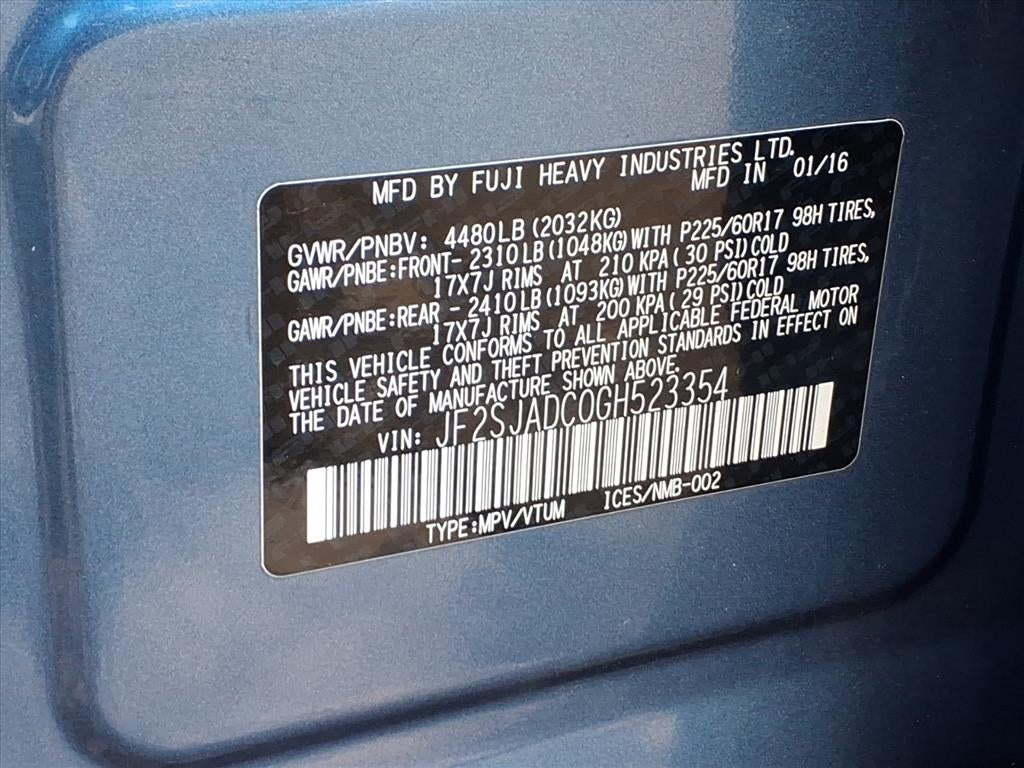 MFD BY FUJI HEAVY INDUSTRIES LTD.
MFD IN 01/16
GVWR/PNBV: 4480LB(2032KG)
GAWR/PNBE:FRONT- 2310LB(1048KG)WITH P225/60R17 98H TIRES,
17X7J RIMS AT 210 KPA(30 PSI)COLD
GAWR/PNBE:REAR - 2410LB(1093KG)WITH P225/60R17 98H TIRES,
17X7J RIMS AT 200 KPA(29 PSI)COLD
THIS VEHICLE CONFORMS TO ALL APPLICABLE FEDERAL MOTOR
VEHICLE SAFETY AND THEFT PREVENTION STANDARDS IN EFFECT ON
THE DATE OF MANUFACTURE SHOWN ABOVE.
VIN: JF2SJADC0GH523354
TYPE:MPV/VTUM ICES/NMB-002